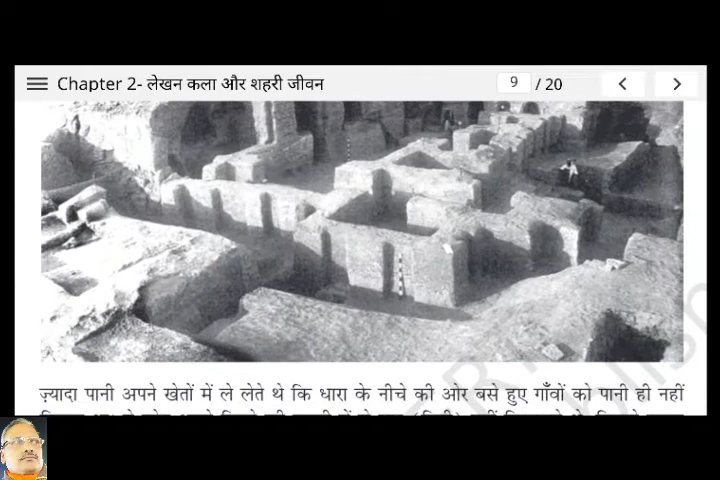 Chapter 2- लेखन कला और शहरी जीवन
9 / 20
ज़्यादा पानी अपने खेतों में ले लेते थे कि धारा के नीचे की ओर बसे हुए गाँवों को पानी ही नहीं